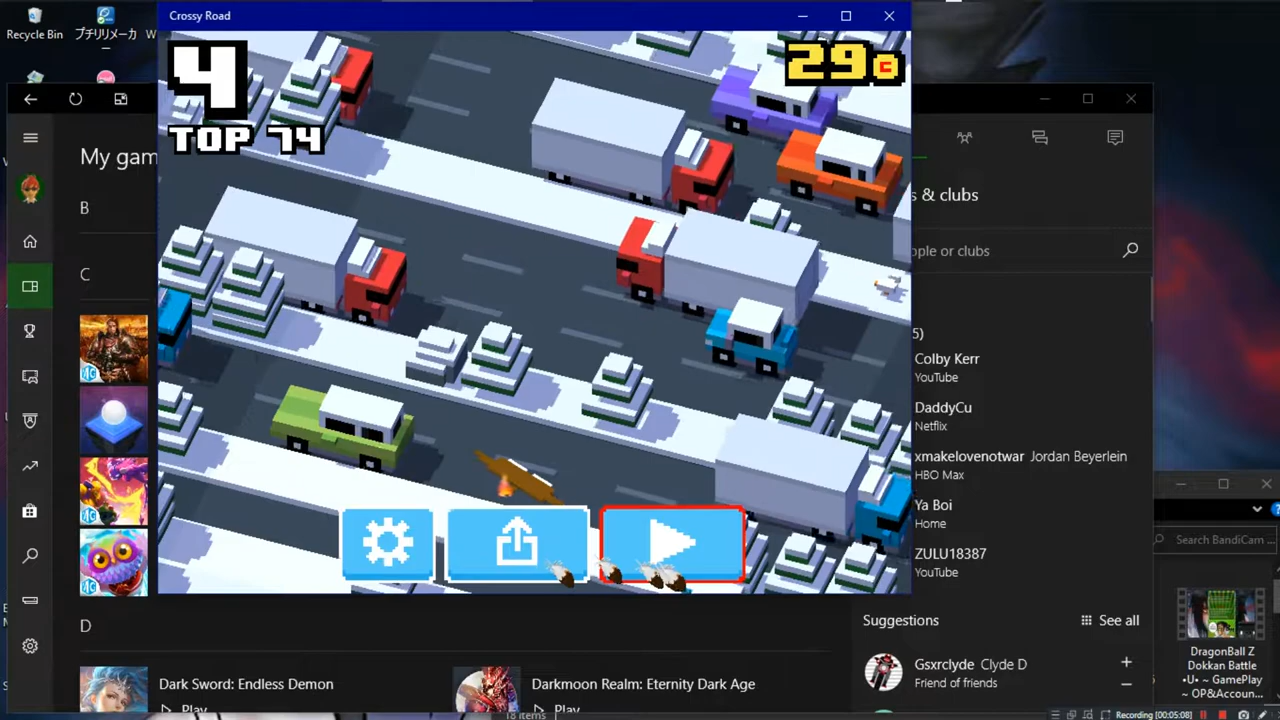 Crossy Road
Recycle Bin
プチリリメーカ
W
4
TOP 74
29 c
My gam
B
C
s & clubs
ople or clubs
5)
Colby Kerr
YouTube
DaddyCu
Netflix
xmakelovenotwar Jordan Beyerlein
HBO Max
Ya Boi
Home
ZULU18387
YouTube
Suggestions
See all
Gsxrclyde Clyde D
Friend of friends
D
Dark Sword: Endless Demon
Play
Darkmoon Realm: Eternity Dark Age
Play
Search BandiCam ...
DragonBall Z
Dokkan Battle
•U• ~ GamePlay
~ OP&Accoun...
18 items
Recording [00:05:08]